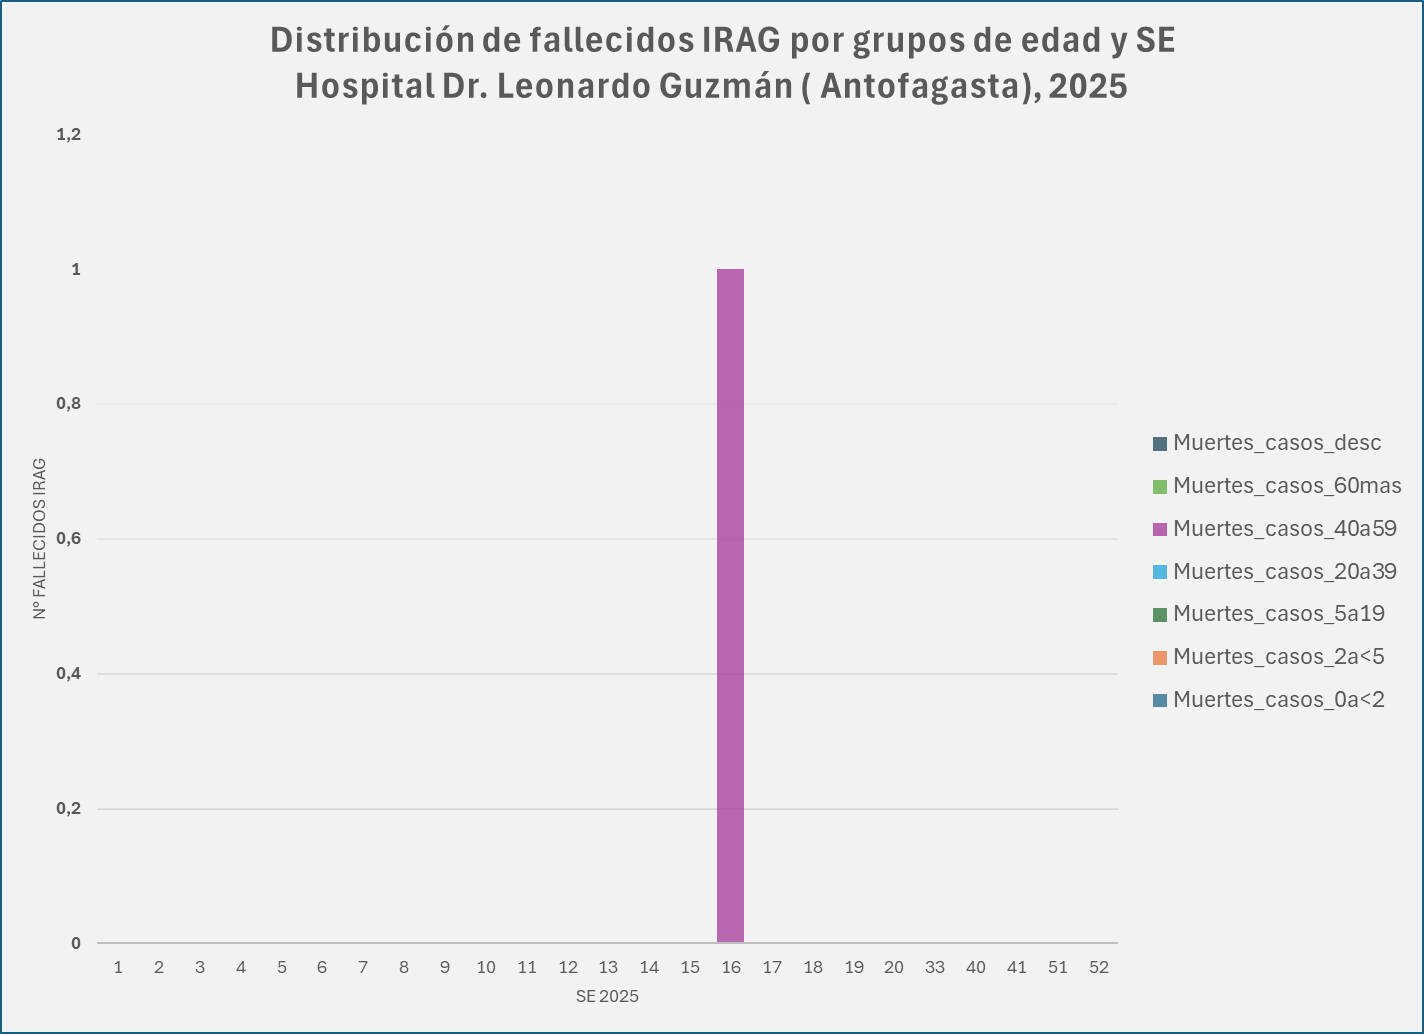 Distribución de fallecidos IRAG por grupos de edad y SE
Hospital Dr. Leonardo Guzmán ( Antofagasta), 2025
1,2
1
0,8
0,6
0,4
0,2
0
N° FALLECIDOS IRAG
1 2 3 4 5 6 7 8 9 10 11 12 13 14 15 16 17 18 19 20 33 40 41 51 52
SE 2025
Muertes_casos_desc
Muertes_casos_60mas
Muertes_casos_40a59
Muertes_casos_20a39
Muertes_casos_5a19
Muertes_casos_2a<5
Muertes_casos_0a<2